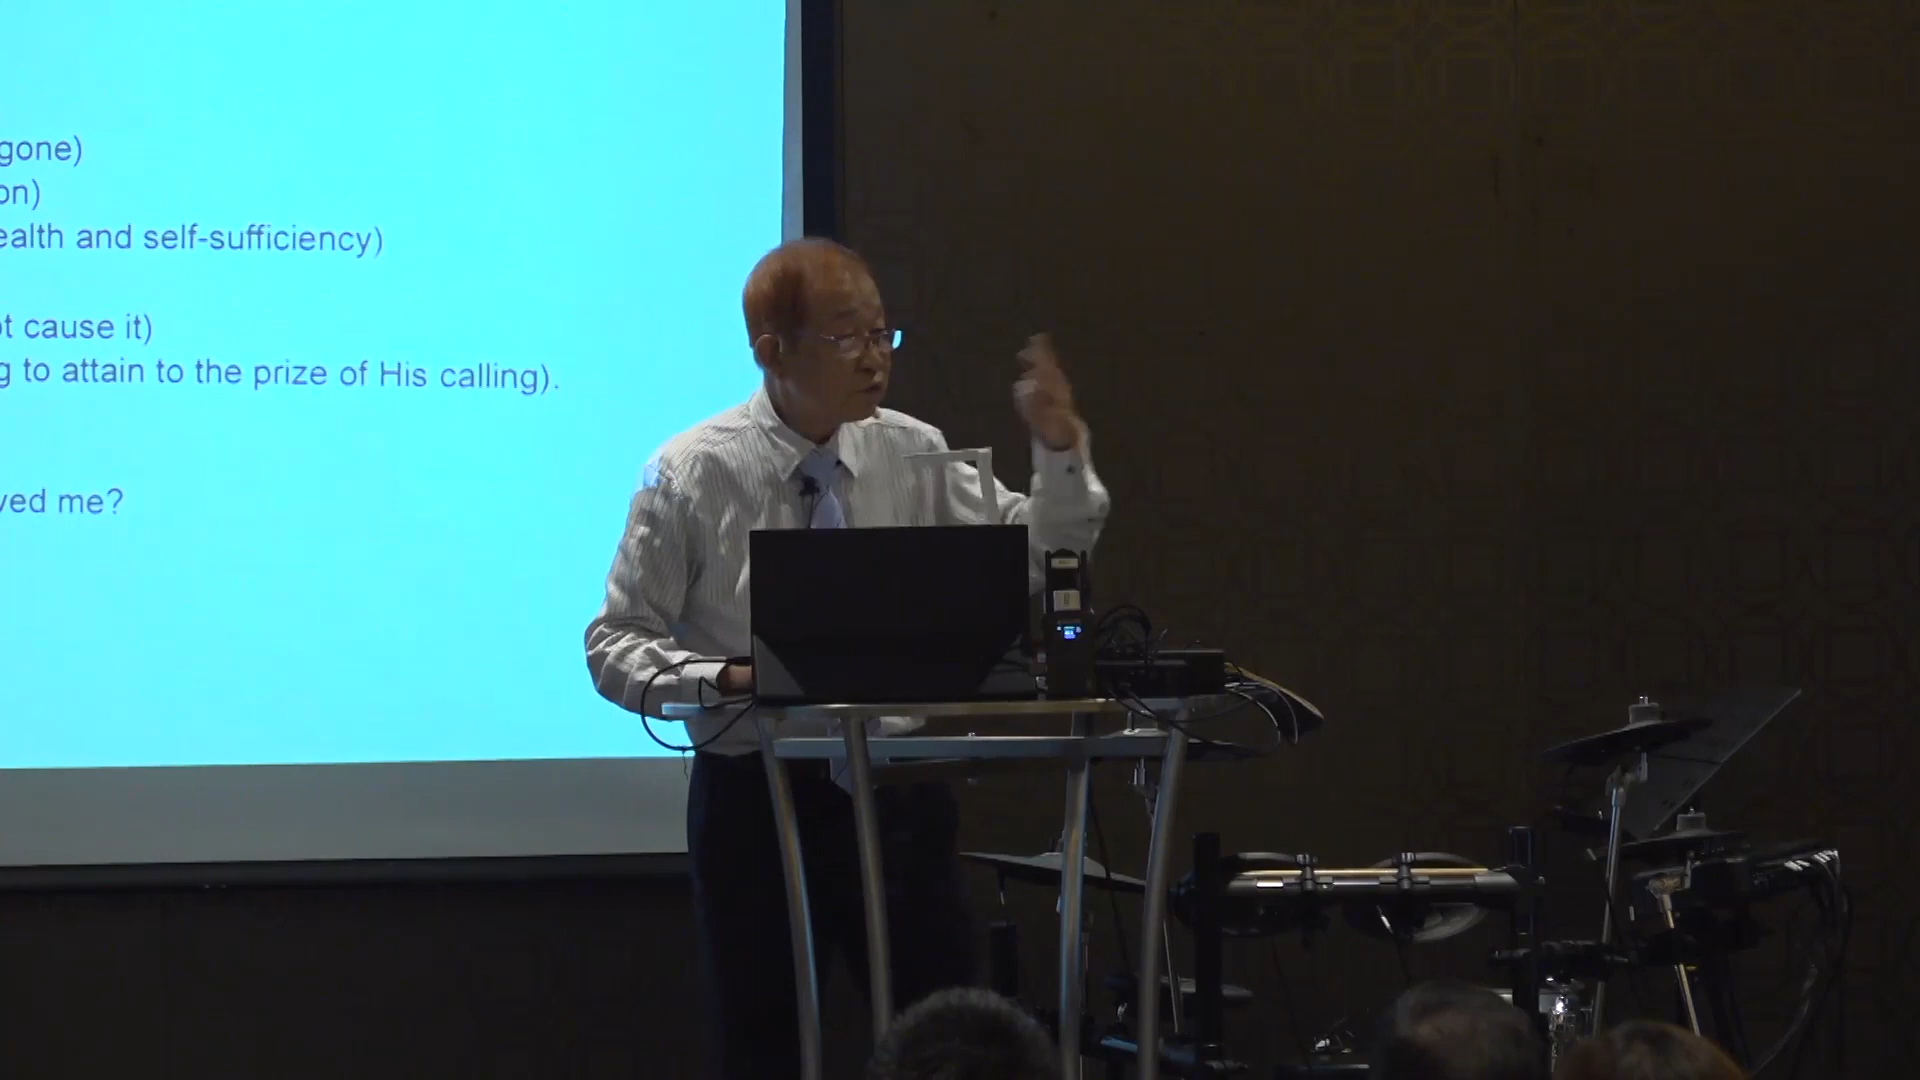 gone)
on)
ealth and self-sufficiency)
t cause it)
g to attain to the prize of His calling).
ved me?